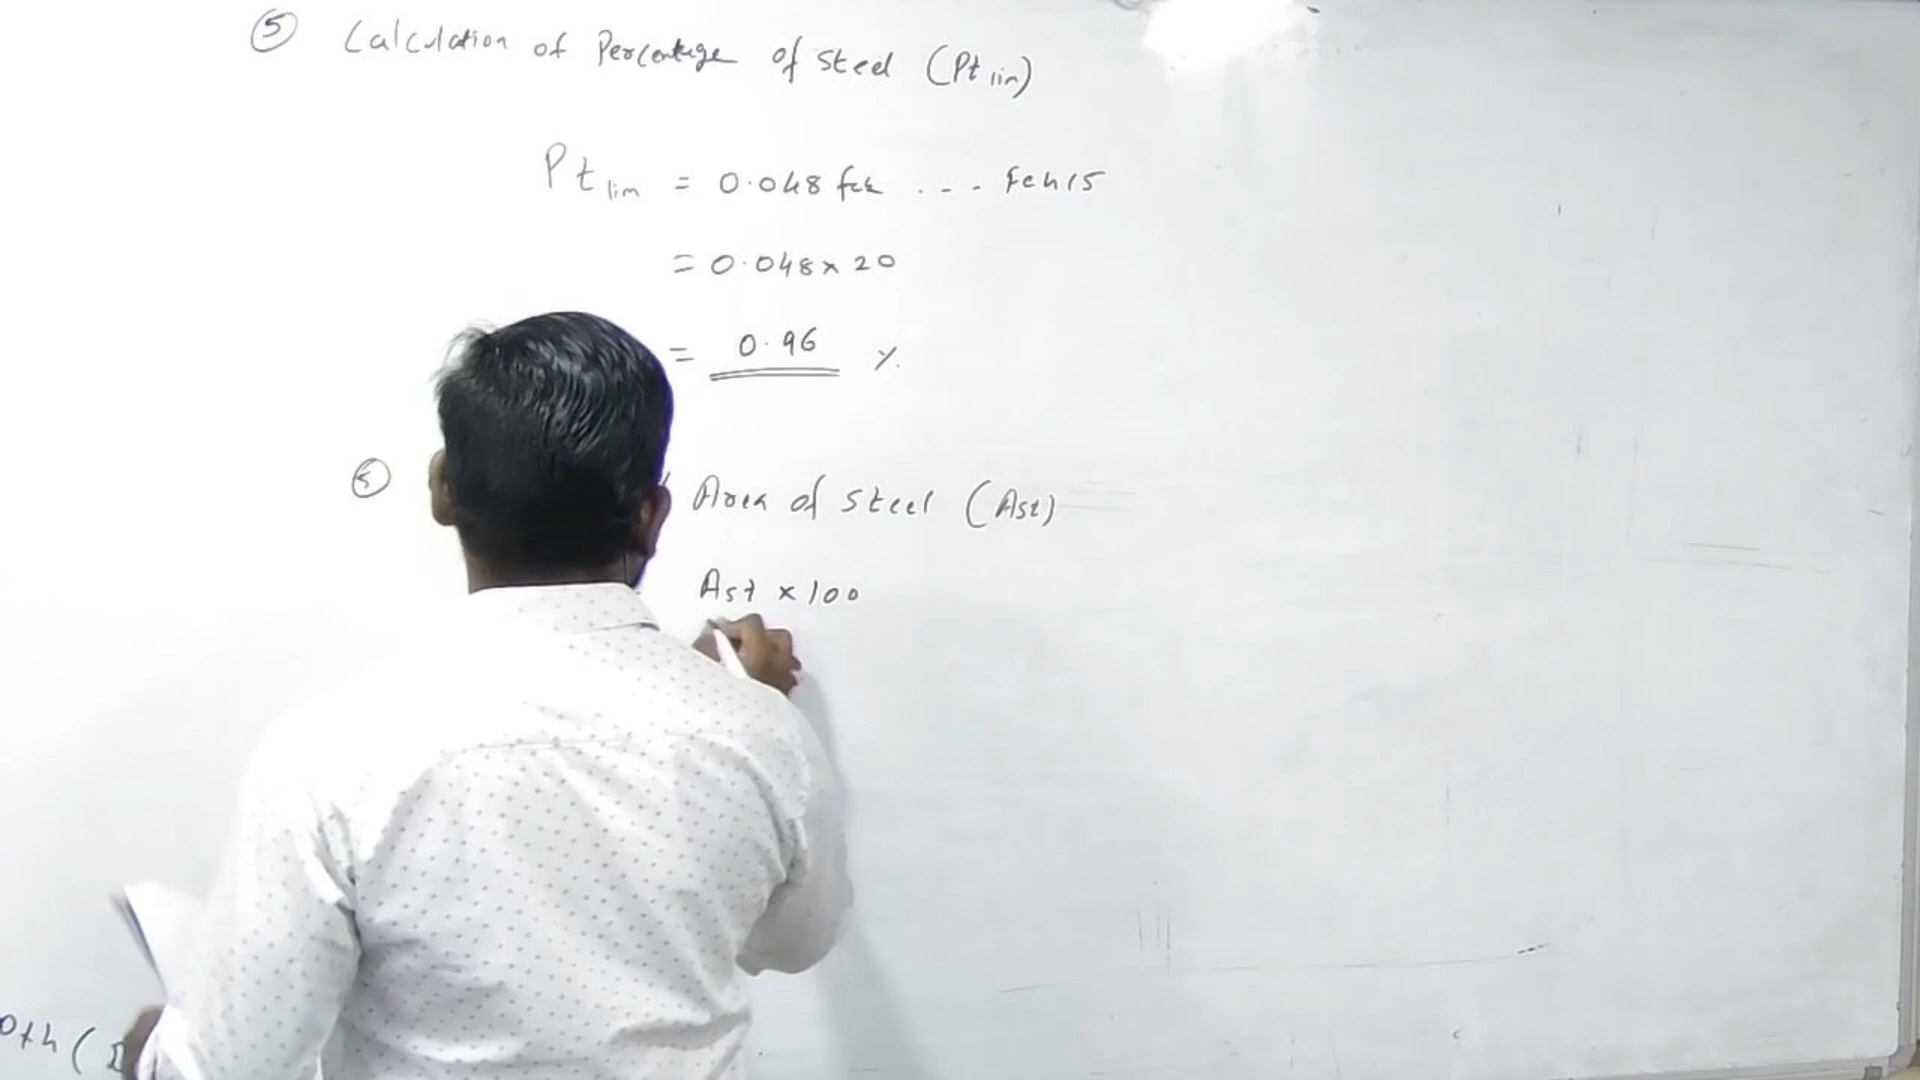 ⑤ Calculation of Percentage of Steel (Pt lim)
Pt lim = 0.048 fck ... Fe415
= 0.048 x 20
= 0.96 %.
Area of Steel (Ast)
Ast x 100